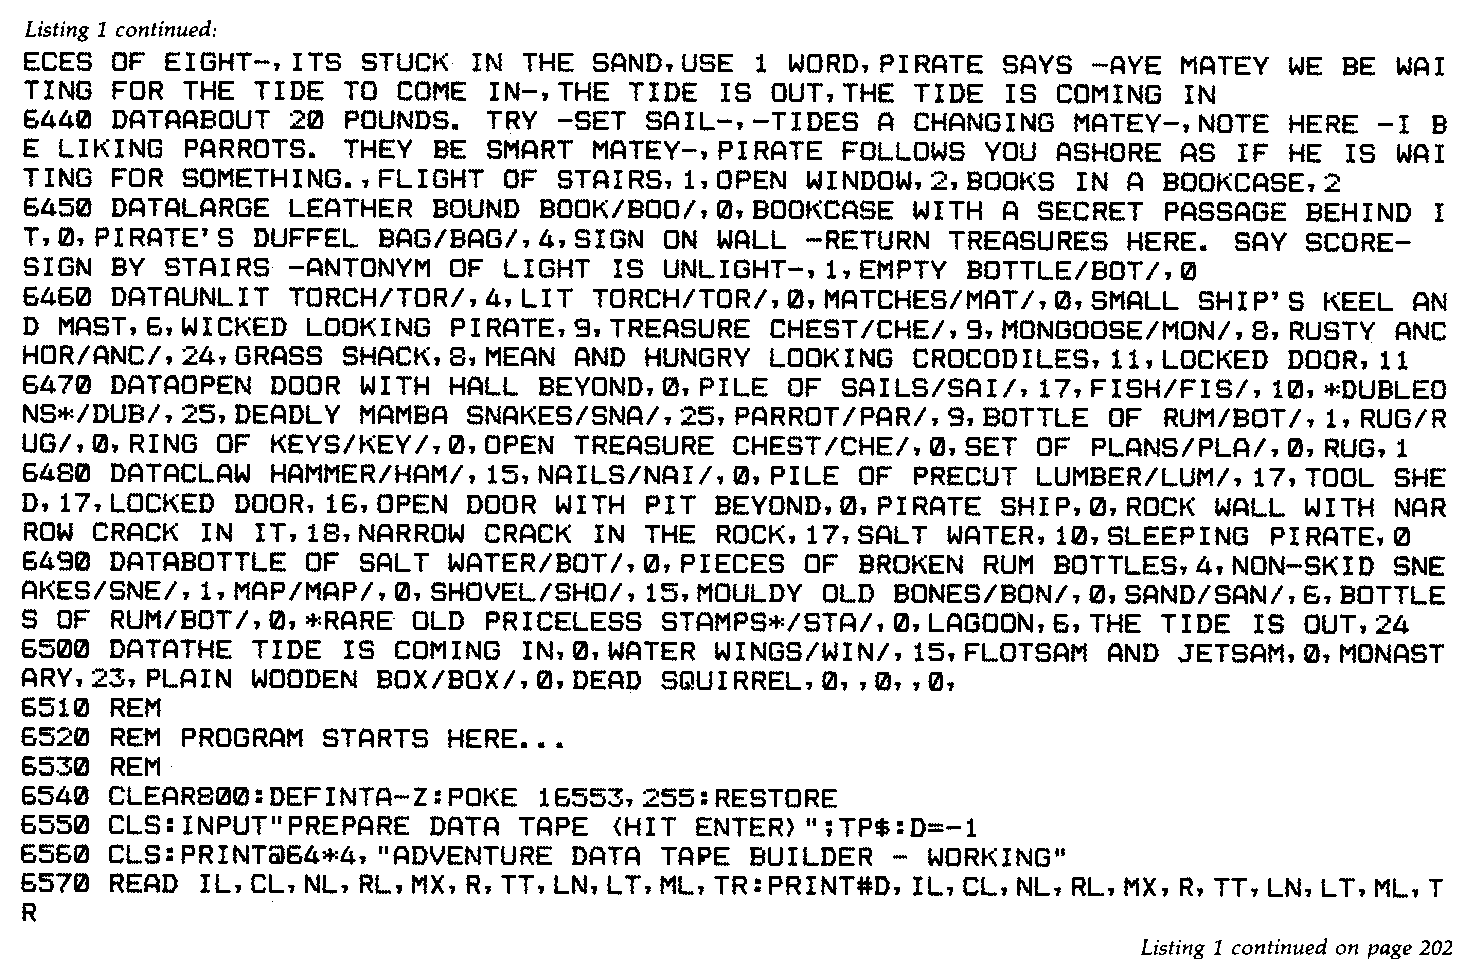 Listing 1 continued:
ECES OF EIGHT-,ITS STUCK IN THE SAND,USE 1 WORD,PIRATE SAYS -AYE MATEY WE BE WAI
TING FOR THE TIDE TO COME IN-,THE TIDE IS OUT,THE TIDE IS COMING IN
6440 DATAABOUT 20 POUNDS.  TRY -SET SAIL-,-TIDES A CHANGING MATEY-,NOTE HERE -I B
E LIKING PARROTS.  THEY BE SMART MATEY-,PIRATE FOLLOWS YOU ASHORE AS IF HE IS WAI
TING FOR SOMETHING.,FLIGHT OF STAIRS,1,OPEN WINDOW,2,BOOKS IN A BOOKCASE,2
6450 DATALARGE LEATHER BOUND BOOK/BOO/,0,BOOKCASE WITH A SECRET PASSAGE BEHIND I
T,0,PIRATE'S DUFFEL BAG/BAG/,4,SIGN ON WALL -RETURN TREASURES HERE.  SAY SCORE-
SIGN BY STAIRS -ANTONYM OF LIGHT IS UNLIGHT-,1,EMPTY BOTTLE/BOT/,0
6460 DATAUNLIT TORCH/TOR/,4,LIT TORCH/TOR/,0,MATCHES/MAT/,0,SMALL SHIP'S KEEL AN
D MAST,6,WICKED LOOKING PIRATE,9,TREASURE CHEST/CHE/,9,MONGOOSE/MON/,8,RUSTY ANC
HOR/ANC/,24,GRASS SHACK,8,MEAN AND HUNGRY LOOKING CROCODILES,11,LOCKED DOOR,11
6470 DATAOPEN DOOR WITH HALL BEYOND,0,PILE OF SAILS/SAI/,17,FISH/FIS/,10,*DUBLEO
NS*/DUB/,25,DEADLY MAMBA SNAKES/SNA/,25,PARROT/PAR/,9,BOTTLE OF RUM/BOT/,1,RUG/R
UG/,0,RING OF KEYS/KEY/,0,OPEN TREASURE CHEST/CHE/,0,SET OF PLANS/PLA/,0,RUG,1
6480 DATACLAW HAMMER/HAM/,15,NAILS/NAI/,0,PILE OF PRECUT LUMBER/LUM/,17,TOOL SHE
D,17,LOCKED DOOR,16,OPEN DOOR WITH PIT BEYOND,0,PIRATE SHIP,0,ROCK WALL WITH NAR
ROW CRACK IN IT,18,NARROW CRACK IN THE ROCK,17,SALT WATER,10,SLEEPING PIRATE,0
6490 DATABOTTLE OF SALT WATER/BOT/,0,PIECES OF BROKEN RUM BOTTLES,4,NON-SKID SNE
AKES/SNE/,1,MAP/MAP/,0,SHOVEL/SHO/,15,MOULDY OLD BONES/BON/,0,SAND/SAN/,6,BOTTLE
S OF RUM/BOT/,0,*RARE OLD PRICELESS STAMPS*/STA/,0,LAGOON,6,THE TIDE IS OUT,24
6500 DATATHE TIDE IS COMING IN,0,WATER WINGS/WIN/,15,FLOTSAM AND JETSAM,0,MONAST
ARY,23,PLAIN WOODEN BOX/BOX/,0,DEAD SQUIRREL,0,,0,,0,
6510 REM
6520 REM PROGRAM STARTS HERE...
6530 REM
6540 CLEAR800:DEFINTA-Z:POKE 16553,255:RESTORE
6550 CLS:INPUT"PREPARE DATA TAPE (HIT ENTER)";TP$:D=-1
6560 CLS:PRINT@64*4,"ADVENTURE DATA TAPE BUILDER - WORKING"
6570 READ IL,CL,NL,RL,MX,R,TT,LN,LT,ML,TR:PRINT#D,IL,CL,NL,RL,MX,R,TT,LN,LT,ML,T
R
Listing 1 continued on page 202